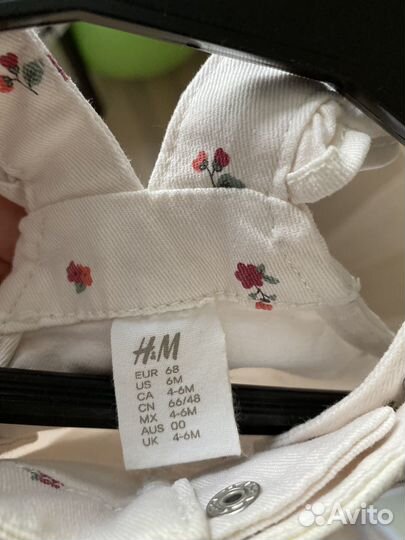 H&M
EUR 68
US 6M
CA 4-6M
CN 66/48
MX 4-6M
AUS 00
UK 4-6M
Avito